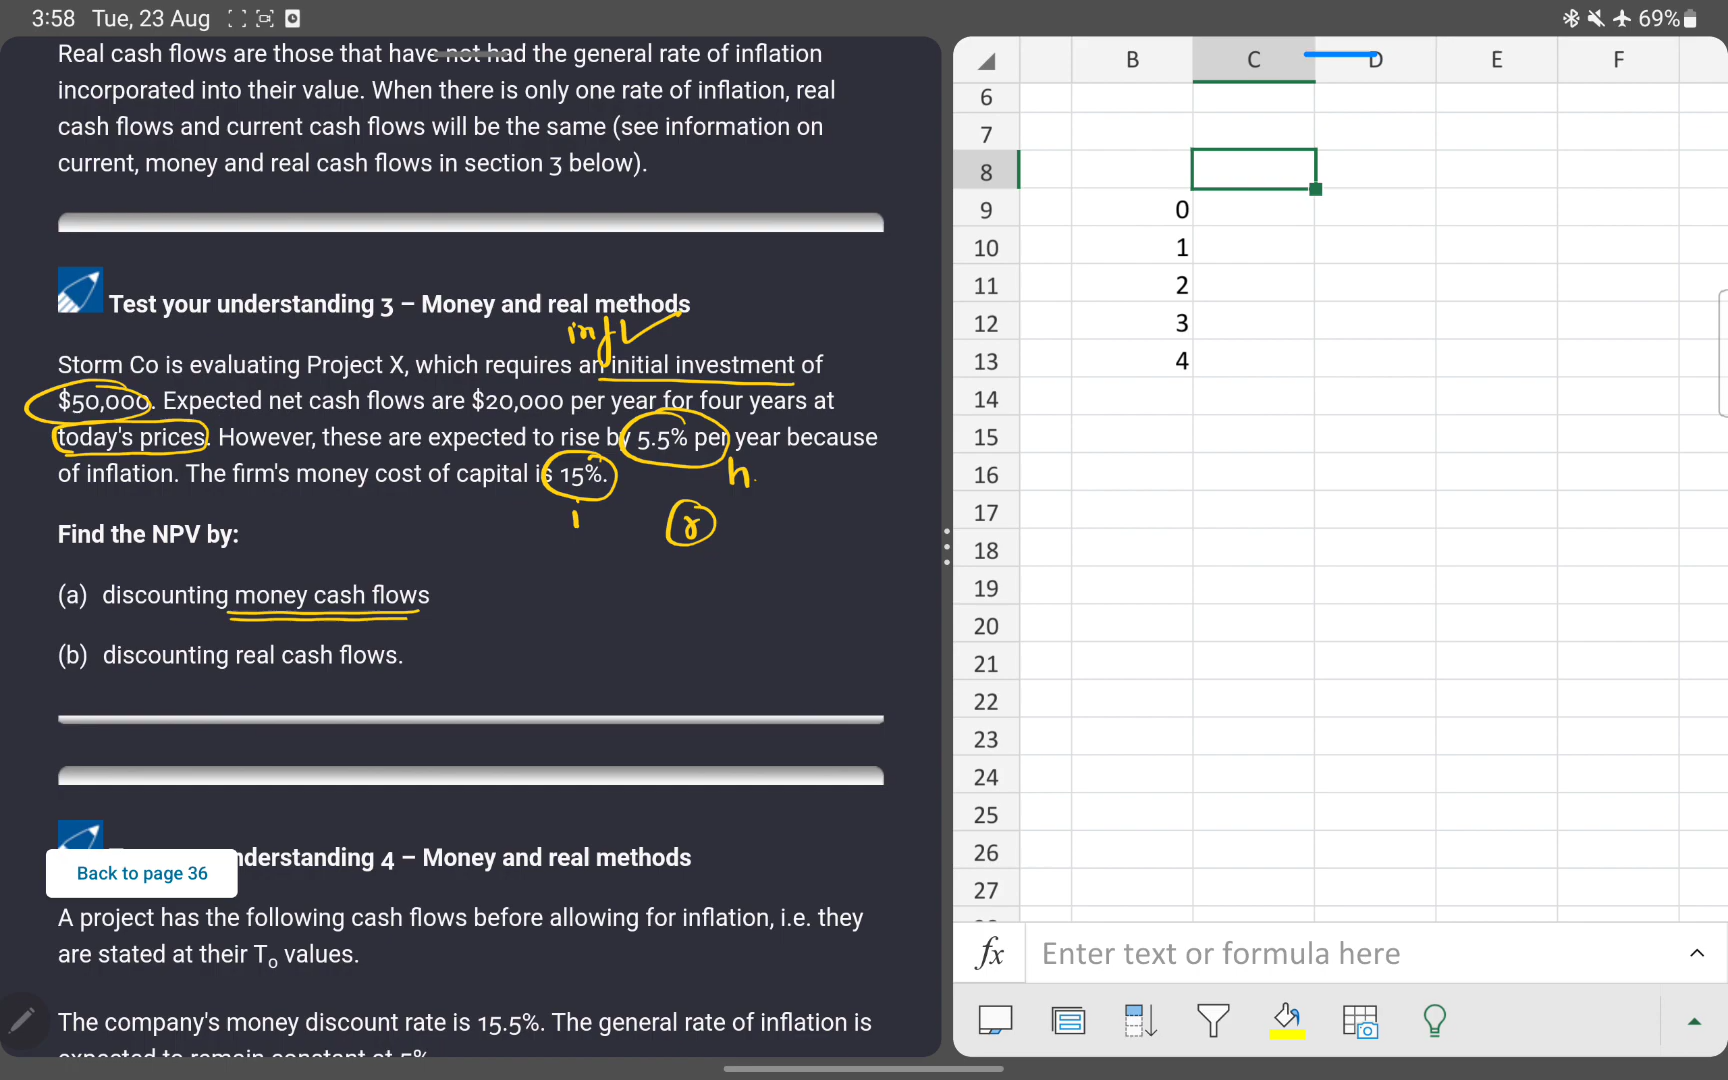 3:58 Tue, 23 Aug
69%
Real cash flows are those that have not had the general rate of inflation
incorporated into their value. When there is only one rate of inflation, real
cash flows and current cash flows will be the same (see information on
current, money and real cash flows in section 3 below).
Test your understanding 3 – Money and real methods
infl
Storm Co is evaluating Project X, which requires an initial investment of
$50,000. Expected net cash flows are $20,000 per year for four years at
today's prices. However, these are expected to rise by 5.5% per year because
of inflation. The firm's money cost of capital is 15%.
h
i
r
Find the NPV by:
(a) discounting money cash flows
(b) discounting real cash flows.
nderstanding 4 – Money and real methods
Back to page 36
A project has the following cash flows before allowing for inflation, i.e. they
are stated at their T0 values.
The company's money discount rate is 15.5%. The general rate of inflation is
expected to remain constant at 5%
B C D E F
6
7
8
9 0
10 1
11 2
12 3
13 4
14
15
16
17
18
19
20
21
22
23
24
25
26
27
fx Enter text or formula here